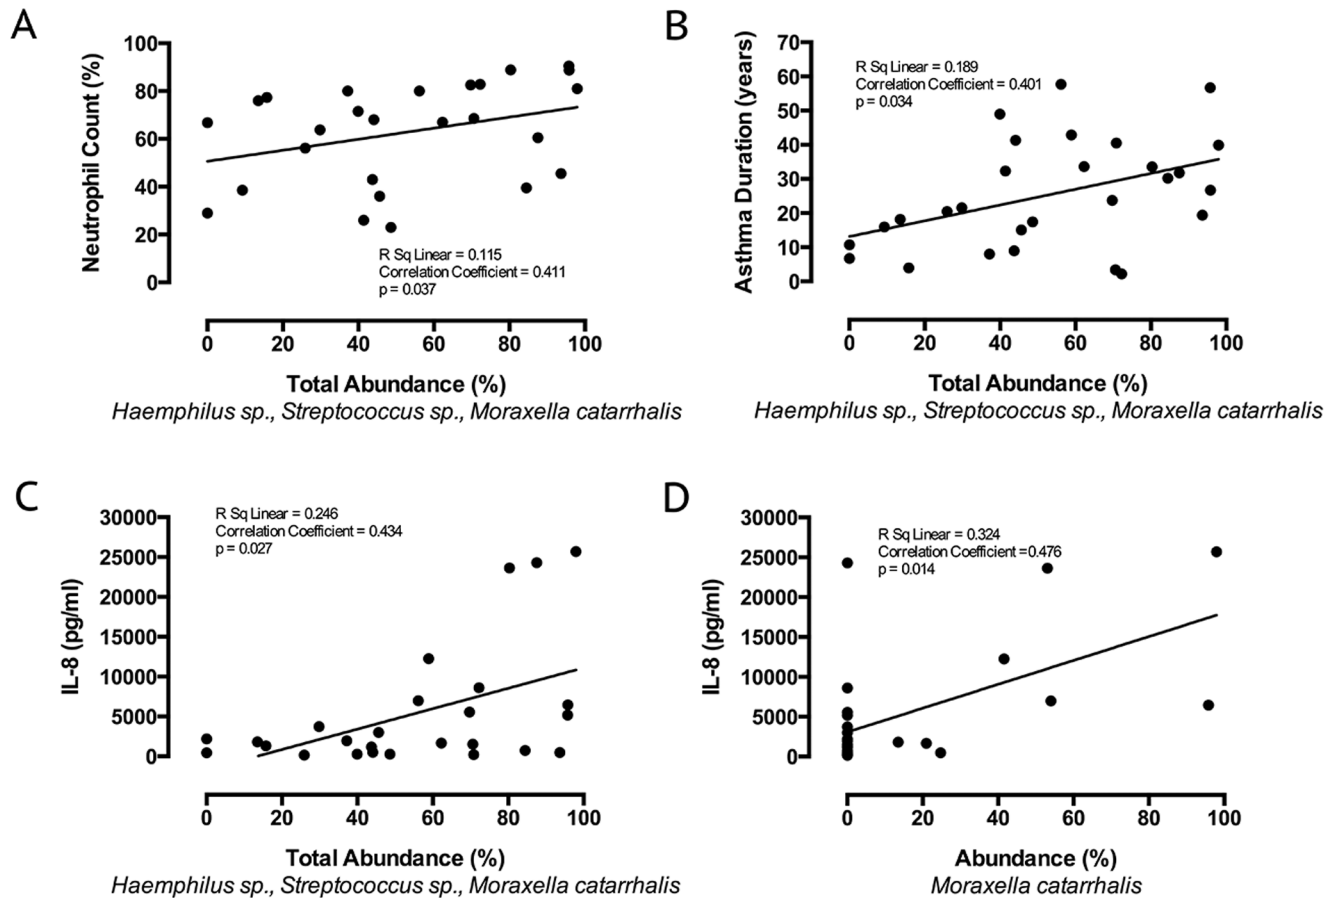 A
Neutrophil Count (%)
100
80
60
40
20
0
R Sq Linear = 0.115
Correlation Coefficient = 0.411
p = 0.037
0 20 40 60 80 100
Total Abundance (%)
Haemphilus sp., Streptococcus sp., Moraxella catarrhalis
B
Asthma Duration (years)
70
60
50
40
30
20
10
0
R Sq Linear = 0.189
Correlation Coefficient = 0.401
p = 0.034
0 20 40 60 80 100
Total Abundance (%)
Haemphilus sp., Streptococcus sp., Moraxella catarrhalis
C
IL-8 (pg/ml)
30000
25000
20000
15000
10000
5000
0
R Sq Linear = 0.246
Correlation Coefficient = 0.434
p = 0.027
0 20 40 60 80 100
Total Abundance (%)
Haemphilus sp., Streptococcus sp., Moraxella catarrhalis
D
IL-8 (pg/ml)
30000
25000
20000
15000
10000
5000
0
R Sq Linear = 0.324
Correlation Coefficient =0.476
p = 0.014
0 20 40 60 80 100
Abundance (%)
Moraxella catarrhalis